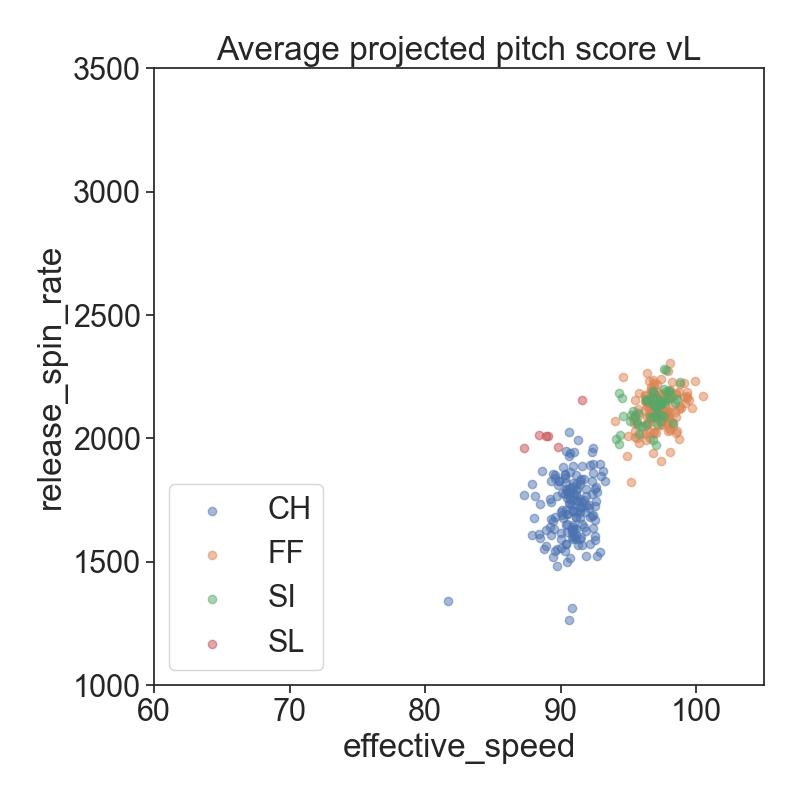 Average projected pitch score vL
3500
3000
2500
2000
1500
1000
release_spin_rate
CH
FF
SI
SL
60 70 80 90 100
effective_speed